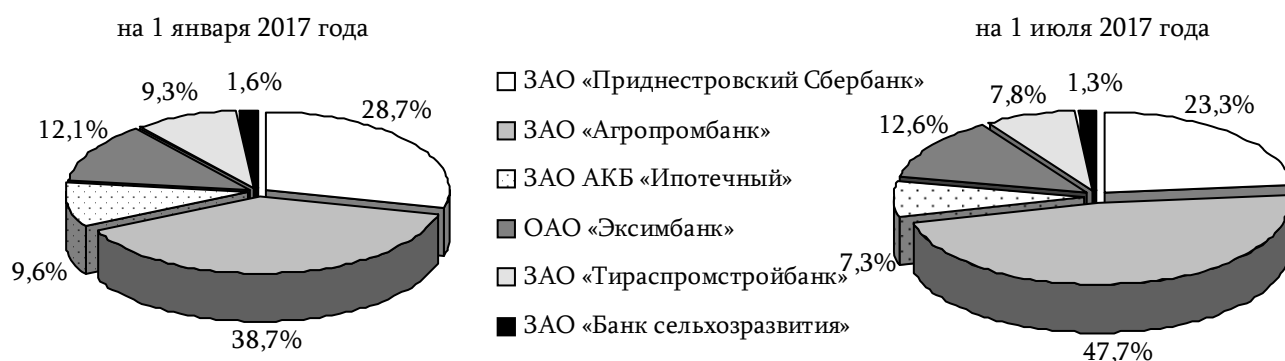 на 1 января 2017 года
9,3%
1,6%
28,7%
12,1%
9,6%
38,7%
ЗАО «Приднестровский Сбербанк»
ЗАО «Агропромбанк»
ЗАО АКБ «Ипотечный»
ОАО «Эксимбанк»
ЗАО «Тираспромстройбанк»
ЗАО «Банк сельхозразвития»
на 1 июля 2017 года
7,8%
1,3%
23,3%
12,6%
7,3%
47,7%